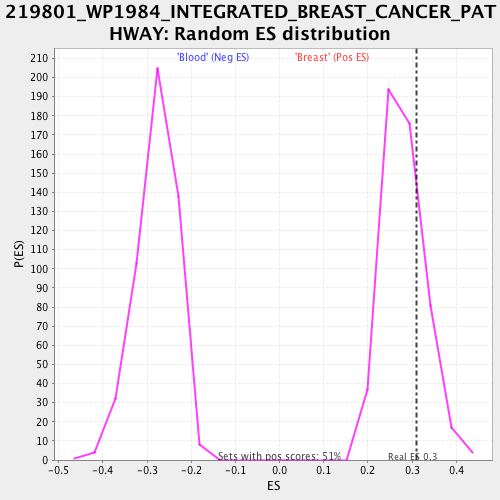 219801_WP1984_INTEGRATED_BREAST_CANCER_PAT
HWAY: Random ES distribution
'Blood' (Neg ES) 'Breast' (Pos ES)
210
200
190
180
170
160
150
140
130
120
110
100
90
80
70
60
50
40
30
20
10
0
P(ES)
Sets with pos scores: 51%
Real ES 0.3
-0.5 -0.4 -0.3 -0.2 -0.1 0.0 0.1 0.2 0.3 0.4
ES